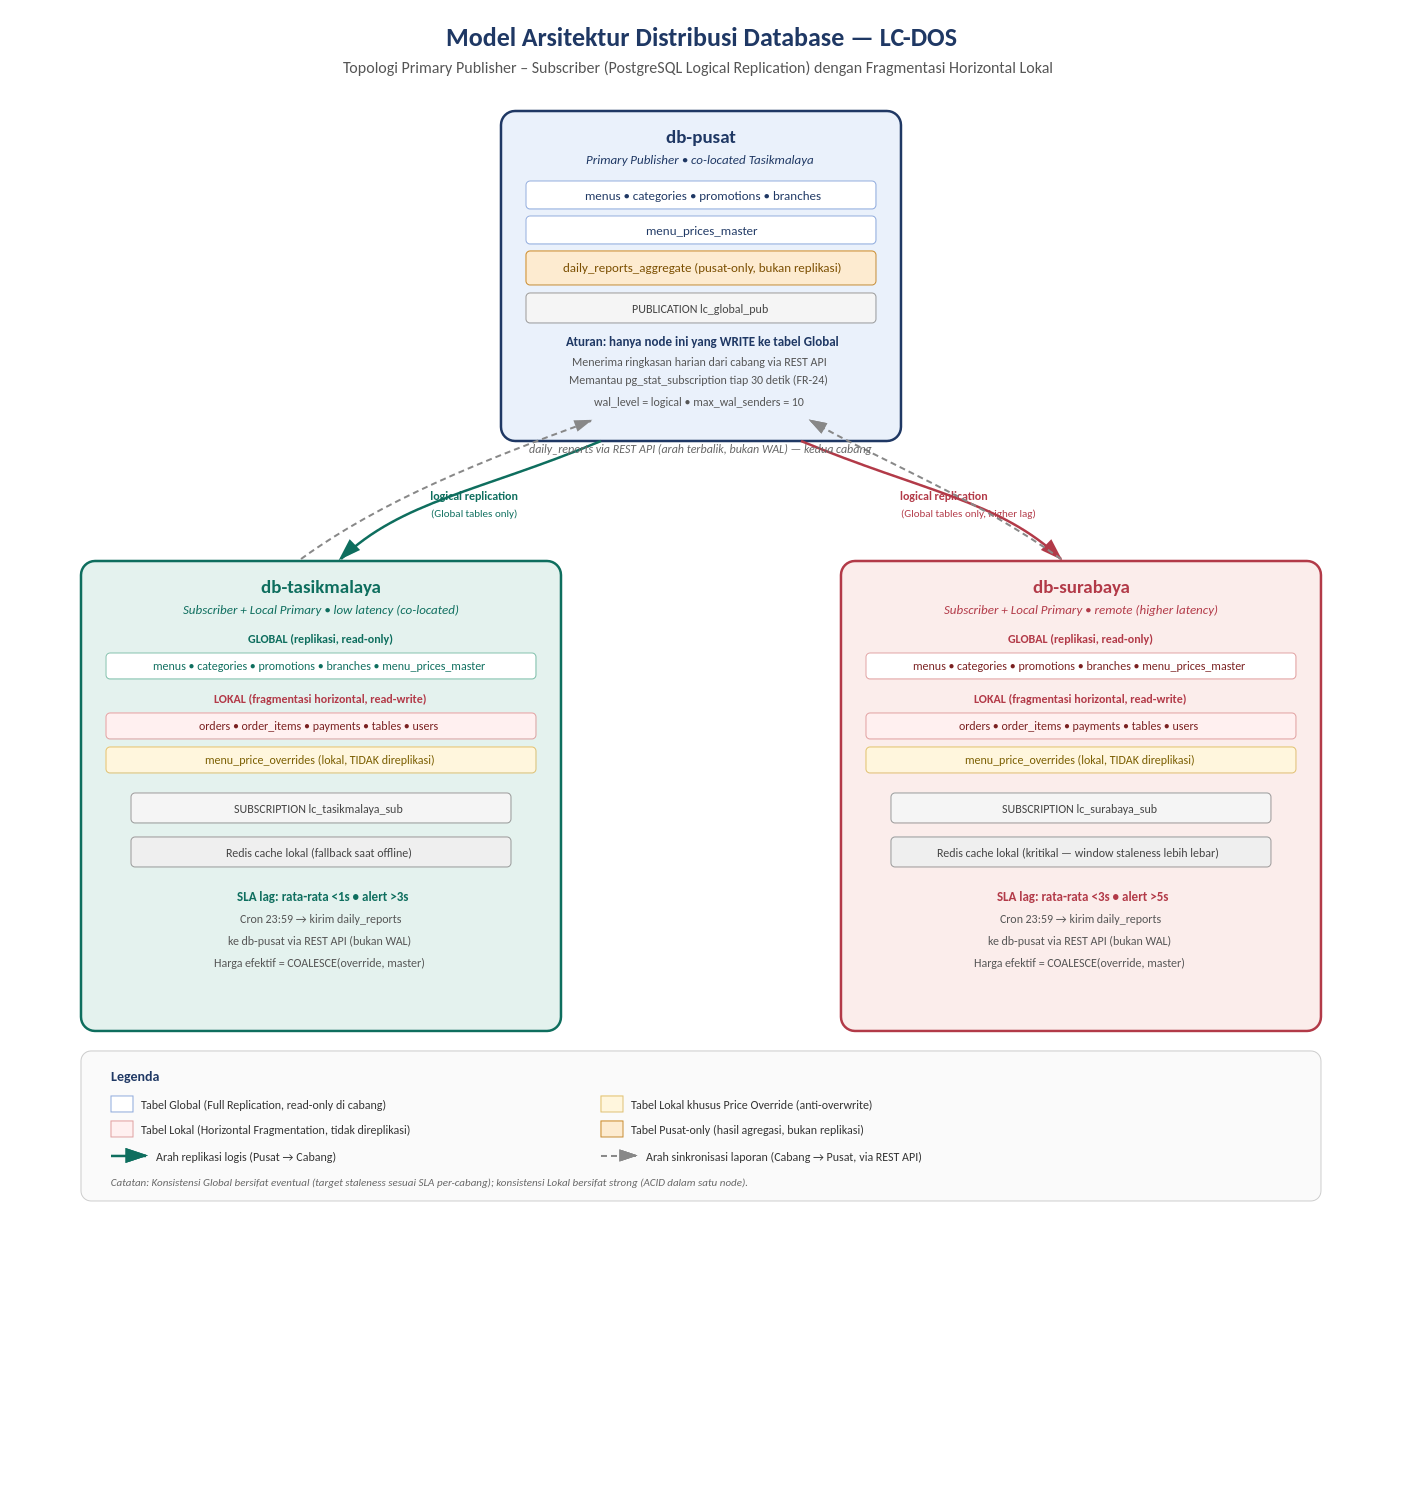 Model Arsitektur Distribusi Database — LC-DOS
Topologi Primary Publisher – Subscriber (PostgreSQL Logical Replication) dengan Fragmentasi Horizontal Lokal
db-pusat
Primary Publisher • co-located Tasikmalaya
menus • categories • promotions • branches
menu_prices_master
daily_reports_aggregate (pusat-only, bukan replikasi)
PUBLICATION lc_global_pub
Aturan: hanya node ini yang WRITE ke tabel Global
Menerima ringkasan harian dari cabang via REST API
Memantau pg_stat_subscription tiap 30 detik (FR-24)
wal_level = logical • max_wal_senders = 10
daily_reports via REST API (arah terbalik, bukan WAL) — kedua cabang
logical replication
(Global tables only)
logical replication
(Global tables only, higher lag)
db-tasikmalaya
Subscriber + Local Primary • low latency (co-located)
GLOBAL (replikasi, read-only)
menus • categories • promotions • branches • menu_prices_master
LOKAL (fragmentasi horizontal, read-write)
orders • order_items • payments • tables • users
menu_price_overrides (lokal, TIDAK direplikasi)
SUBSCRIPTION lc_tasikmalaya_sub
Redis cache lokal (fallback saat offline)
SLA lag: rata-rata <1s • alert >3s
Cron 23:59 → kirim daily_reports
ke db-pusat via REST API (bukan WAL)
Harga efektif = COALESCE(override, master)
db-surabaya
Subscriber + Local Primary • remote (higher latency)
GLOBAL (replikasi, read-only)
menus • categories • promotions • branches • menu_prices_master
LOKAL (fragmentasi horizontal, read-write)
orders • order_items • payments • tables • users
menu_price_overrides (lokal, TIDAK direplikasi)
SUBSCRIPTION lc_surabaya_sub
Redis cache lokal (kritikal — window staleness lebih lebar)
SLA lag: rata-rata <3s • alert >5s
Cron 23:59 → kirim daily_reports
ke db-pusat via REST API (bukan WAL)
Harga efektif = COALESCE(override, master)
Legenda
Tabel Global (Full Replication, read-only di cabang)
Tabel Lokal khusus Price Override (anti-overwrite)
Tabel Lokal (Horizontal Fragmentation, tidak direplikasi)
Tabel Pusat-only (hasil agregasi, bukan replikasi)
Arah replikasi logis (Pusat → Cabang)
Arah sinkronisasi laporan (Cabang → Pusat, via REST API)
Catatan: Konsistensi Global bersifat eventual (target staleness sesuai SLA per-cabang); konsistensi Lokal bersifat strong (ACID dalam satu node).